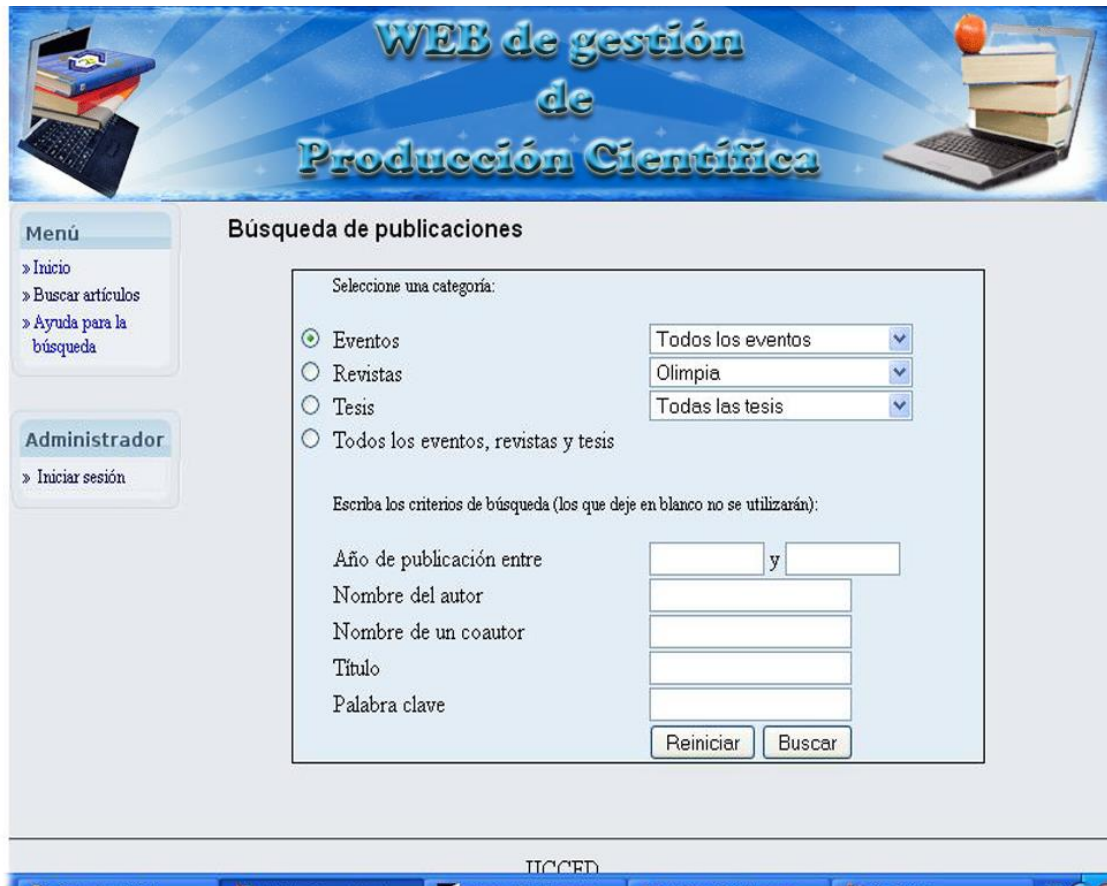 WEB de gestión
de
Producción Científica
Menú
» Inicio
» Buscar artículos
» Ayuda para la
búsqueda
Administrador
» Iniciar sesión
Búsqueda de publicaciones
Seleccione una categoría:
Eventos Todos los eventos
Revistas Olimpia
Tesis Todas las tesis
Todos los eventos, revistas y tesis
Escriba los criterios de búsqueda (los que deje en blanco no se utilizarán):
Año de publicación entre y
Nombre del autor
Nombre de un coautor
Título
Palabra clave
Reiniciar Buscar